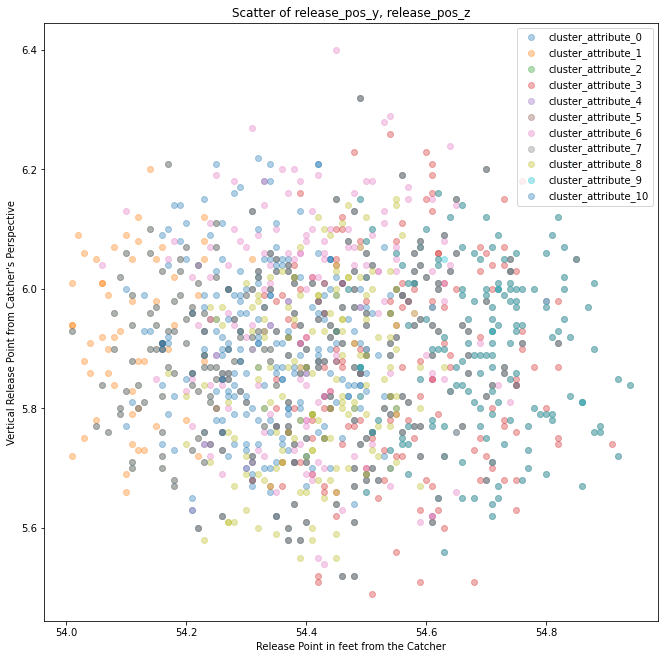 Scatter of release_pos_y, release_pos_z
cluster_attribute_0
cluster_attribute_1
cluster_attribute_2
cluster_attribute_3
cluster_attribute_4
cluster_attribute_5
cluster_attribute_6
cluster_attribute_7
cluster_attribute_8
cluster_attribute_9
cluster_attribute_10
Vertical Release Point from Catcher's Perspective
6.4
6.2
6.0
5.8
5.6
54.0 54.2 54.4 54.6 54.8
Release Point in feet from the Catcher